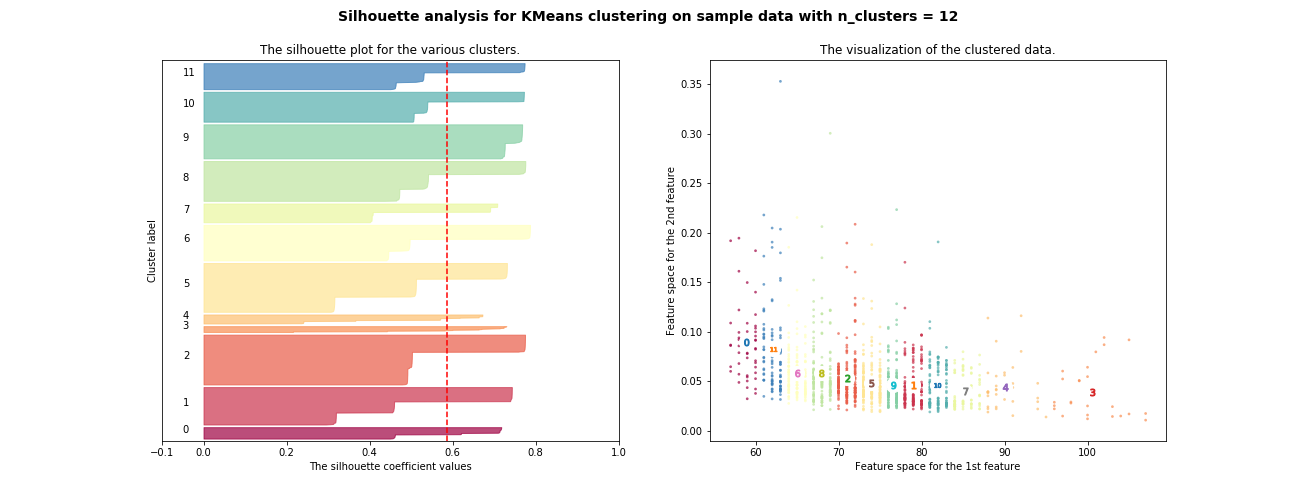 Silhouette analysis for KMeans clustering on sample data with n_clusters = 12
The silhouette plot for the various clusters.
Cluster label
11
10
9
8
7
6
5
4
3
2
1
0
−0.1 0.0 0.2 0.4 0.6 0.8 1.0
The silhouette coefficient values
The visualization of the clustered data.
Feature space for the 2nd feature
0.35
0.30
0.25
0.20
0.15
0.10
0.05
0.00
0 11 6 8 2 5 9 1 10 7 4 3
60 70 80 90 100
Feature space for the 1st feature